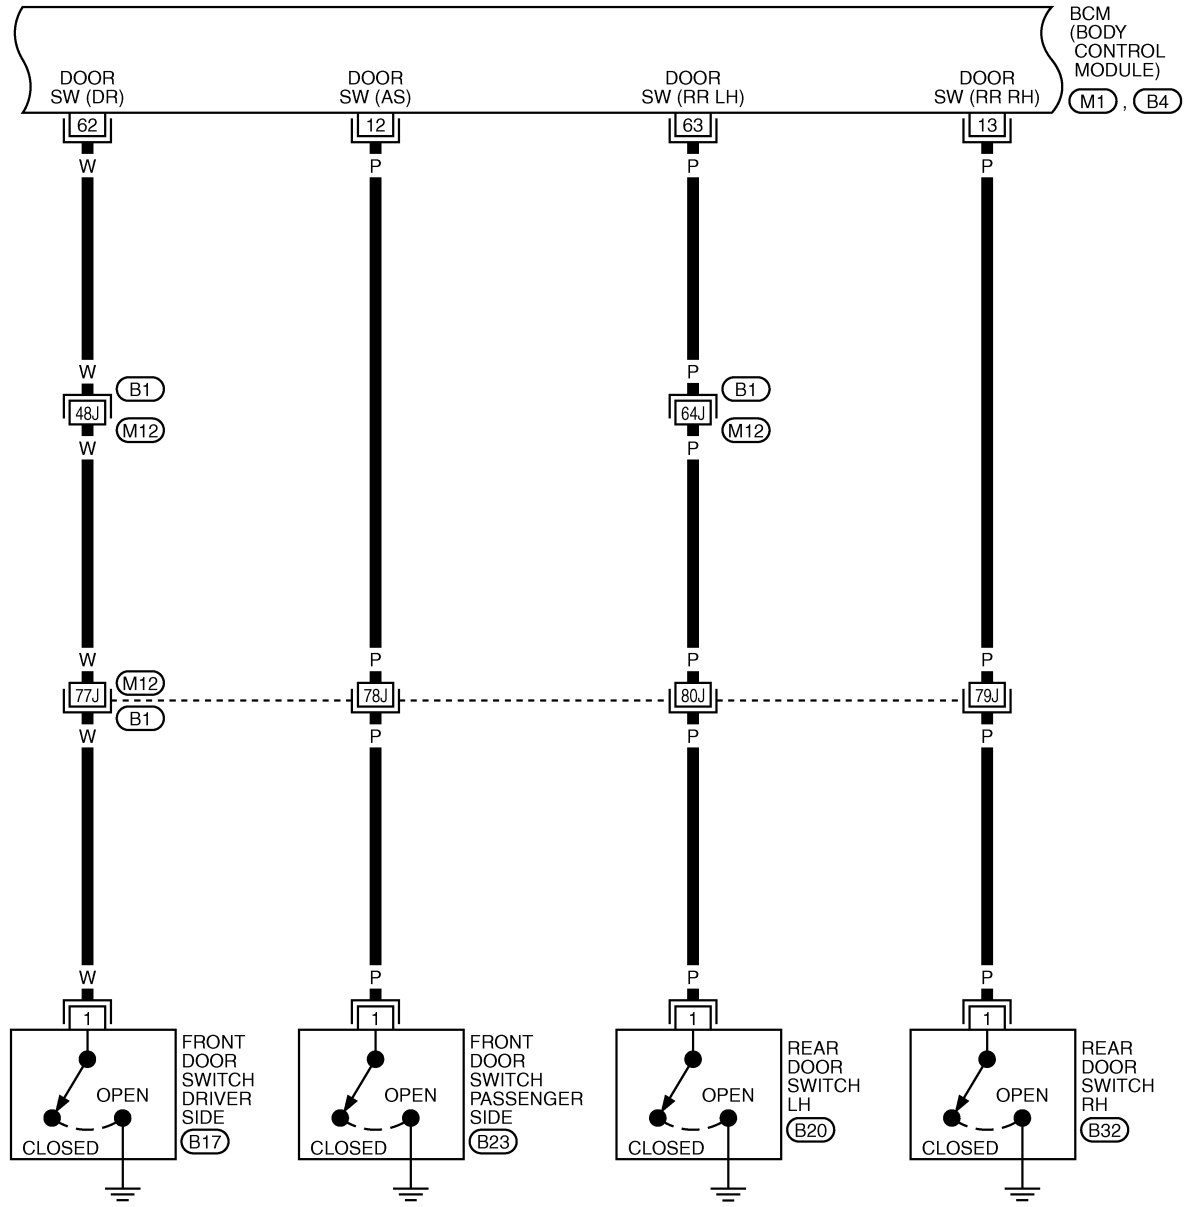 BCM
(BODY
CONTROL
MODULE)
M1 , B4
DOOR
SW (DR)
DOOR
SW (AS)
DOOR
SW (RR LH)
DOOR
SW (RR RH)
62
12
63
13
W
P
P
P
W
P
B1
B1
48J
64J
M12
M12
W
P
W
P
P
P
M12
77J
78J
80J
79J
B1
W
P
P
P
W
P
P
P
1
1
1
1
FRONT
DOOR
SWITCH
DRIVER
SIDE
B17
OPEN
CLOSED
FRONT
DOOR
SWITCH
PASSENGER
SIDE
B23
OPEN
CLOSED
REAR
DOOR
SWITCH
LH
B20
OPEN
CLOSED
REAR
DOOR
SWITCH
RH
B32
OPEN
CLOSED